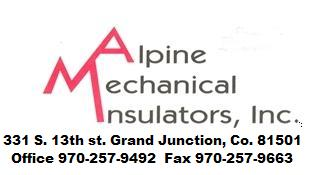 Alpine
Mechanical
Insulators, Inc.
331 S. 13th st. Grand Junction, Co. 81501
Office 970-257-9492  Fax 970-257-9663